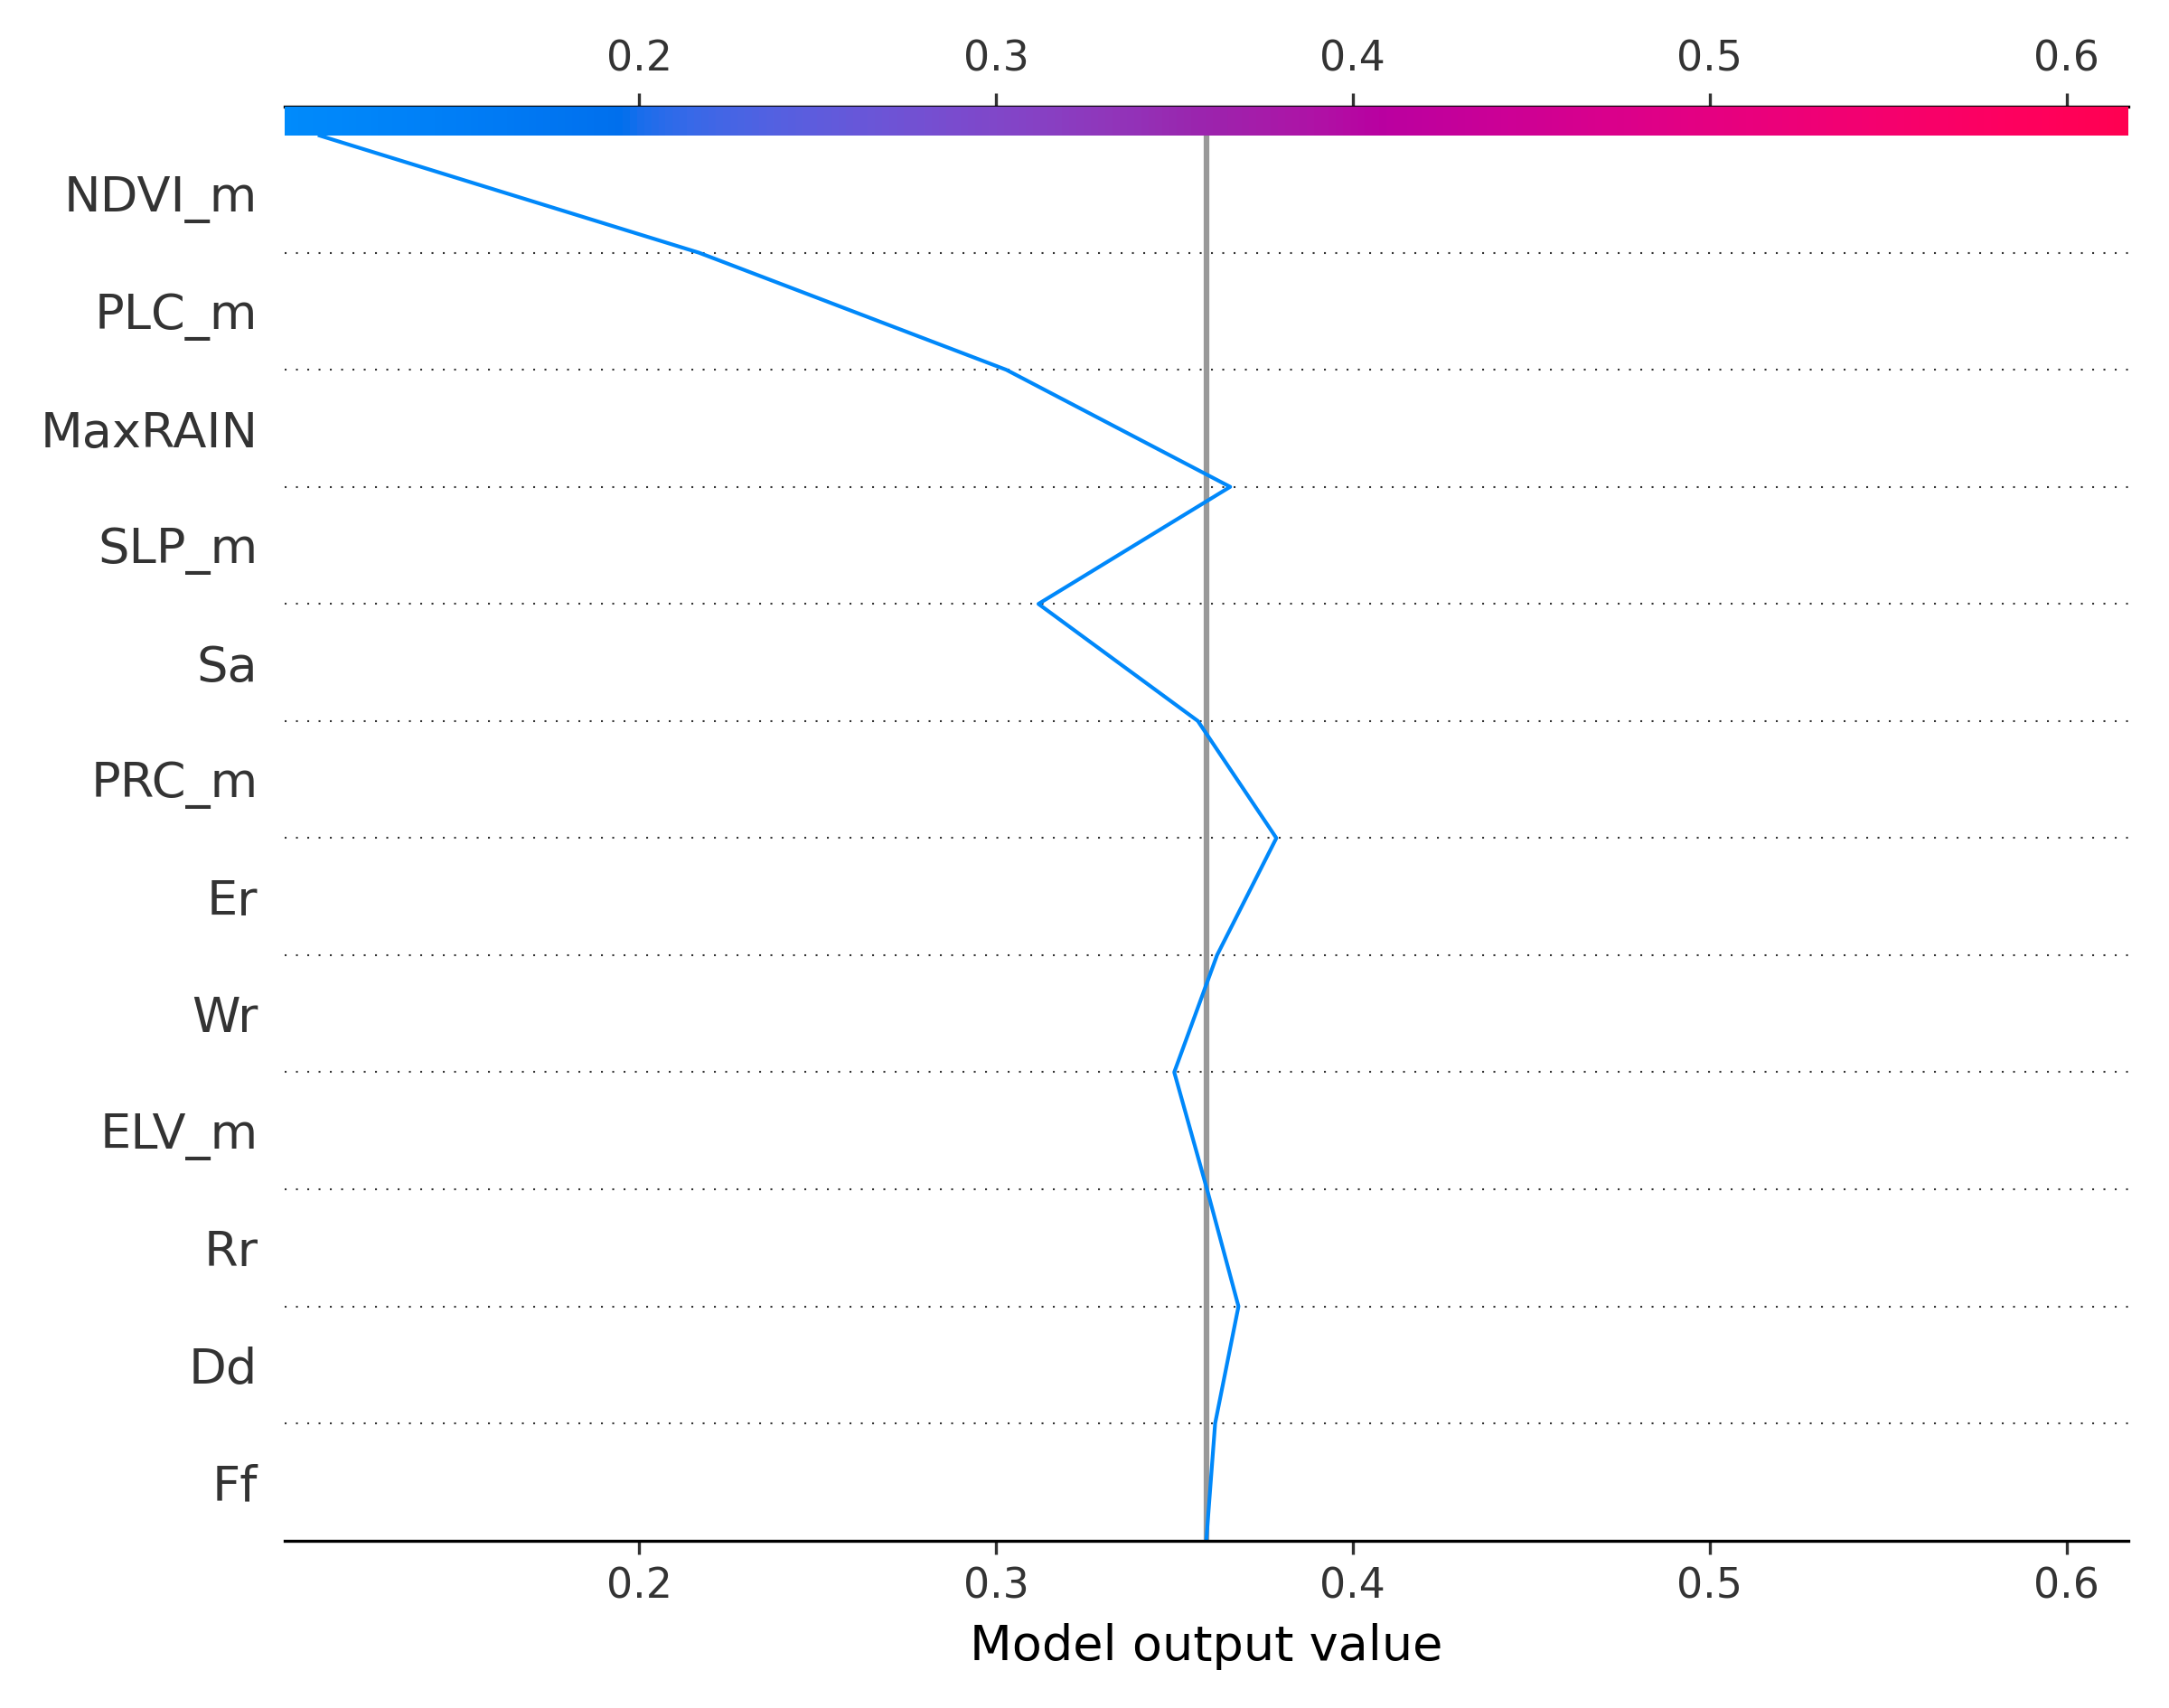 0.2 0.3 0.4 0.5 0.6
NDVI_m
PLC_m
MaxRAIN
SLP_m
Sa
PRC_m
Er
Wr
ELV_m
Rr
Dd
Ff
0.2 0.3 0.4 0.5 0.6
Model output value